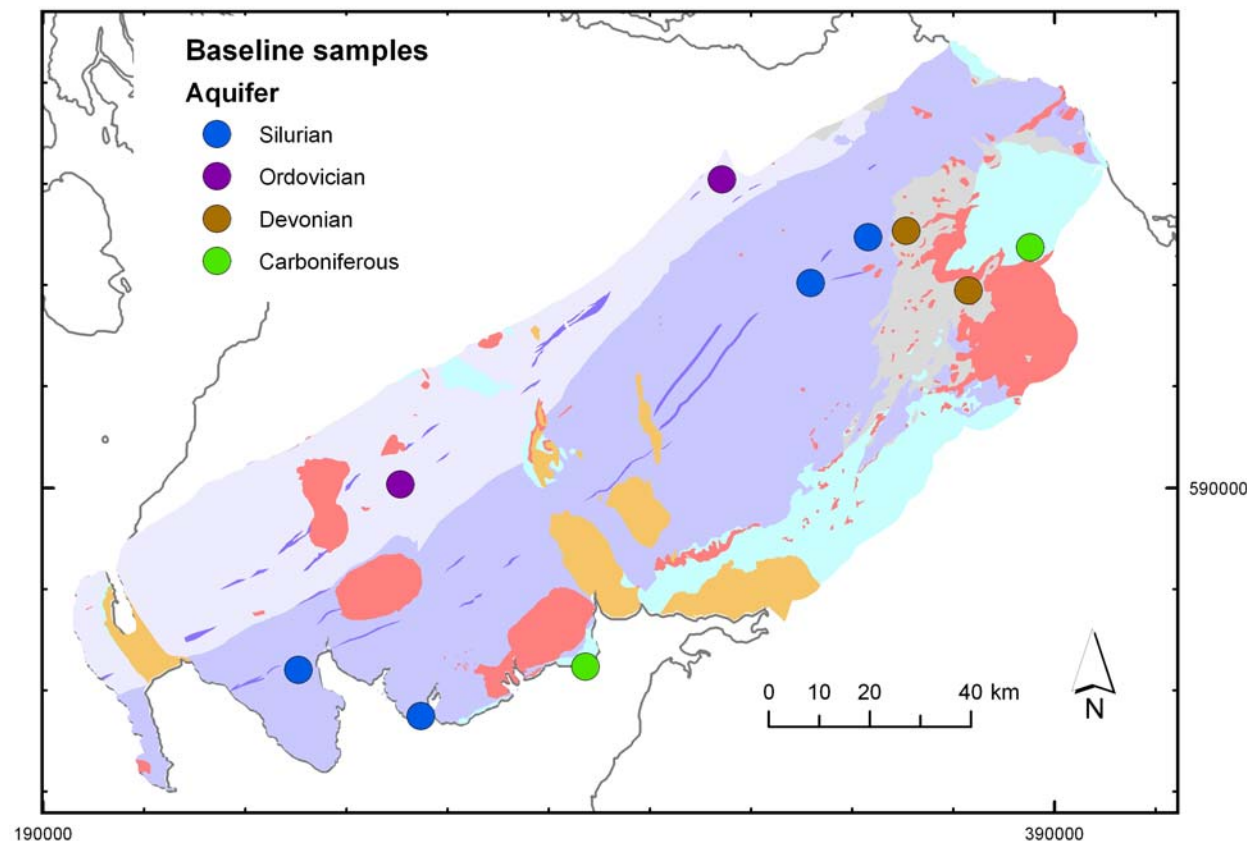 Baseline samples
Aquifer
Silurian
Ordovician
Devonian
Carboniferous
590000
0 10 20 40 km
N
190000 390000